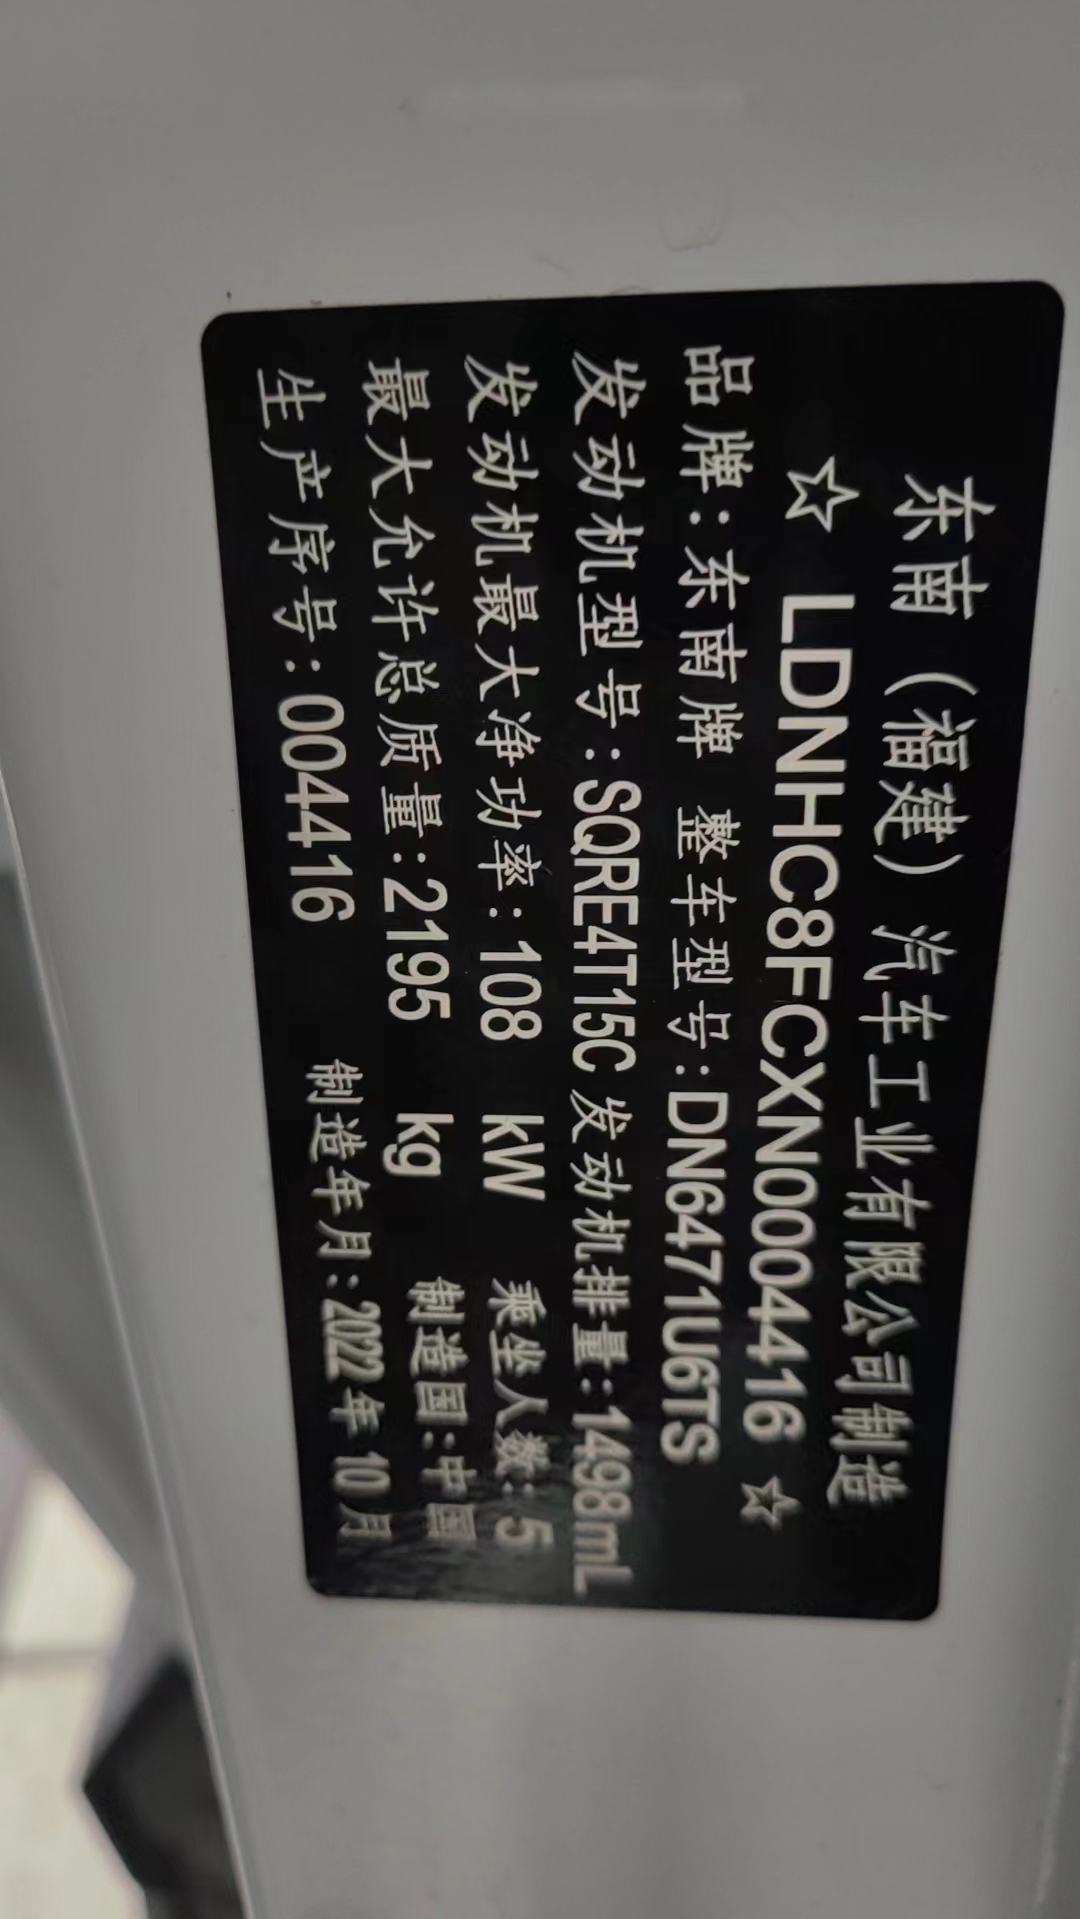 东南（福建）汽车工业有限公司制造
☆ LDNHC8FCXN0004416 ☆
品牌:东南牌 整车型号:DN6471U6TS
发动机型号:SQRE4T15C 发动机排量:1498mL
发动机最大净功率:108 kW 乘坐人数:5
最大允许总质量:2195 kg 制造国:中国
生产序号:004416 制造年月:2022年10月